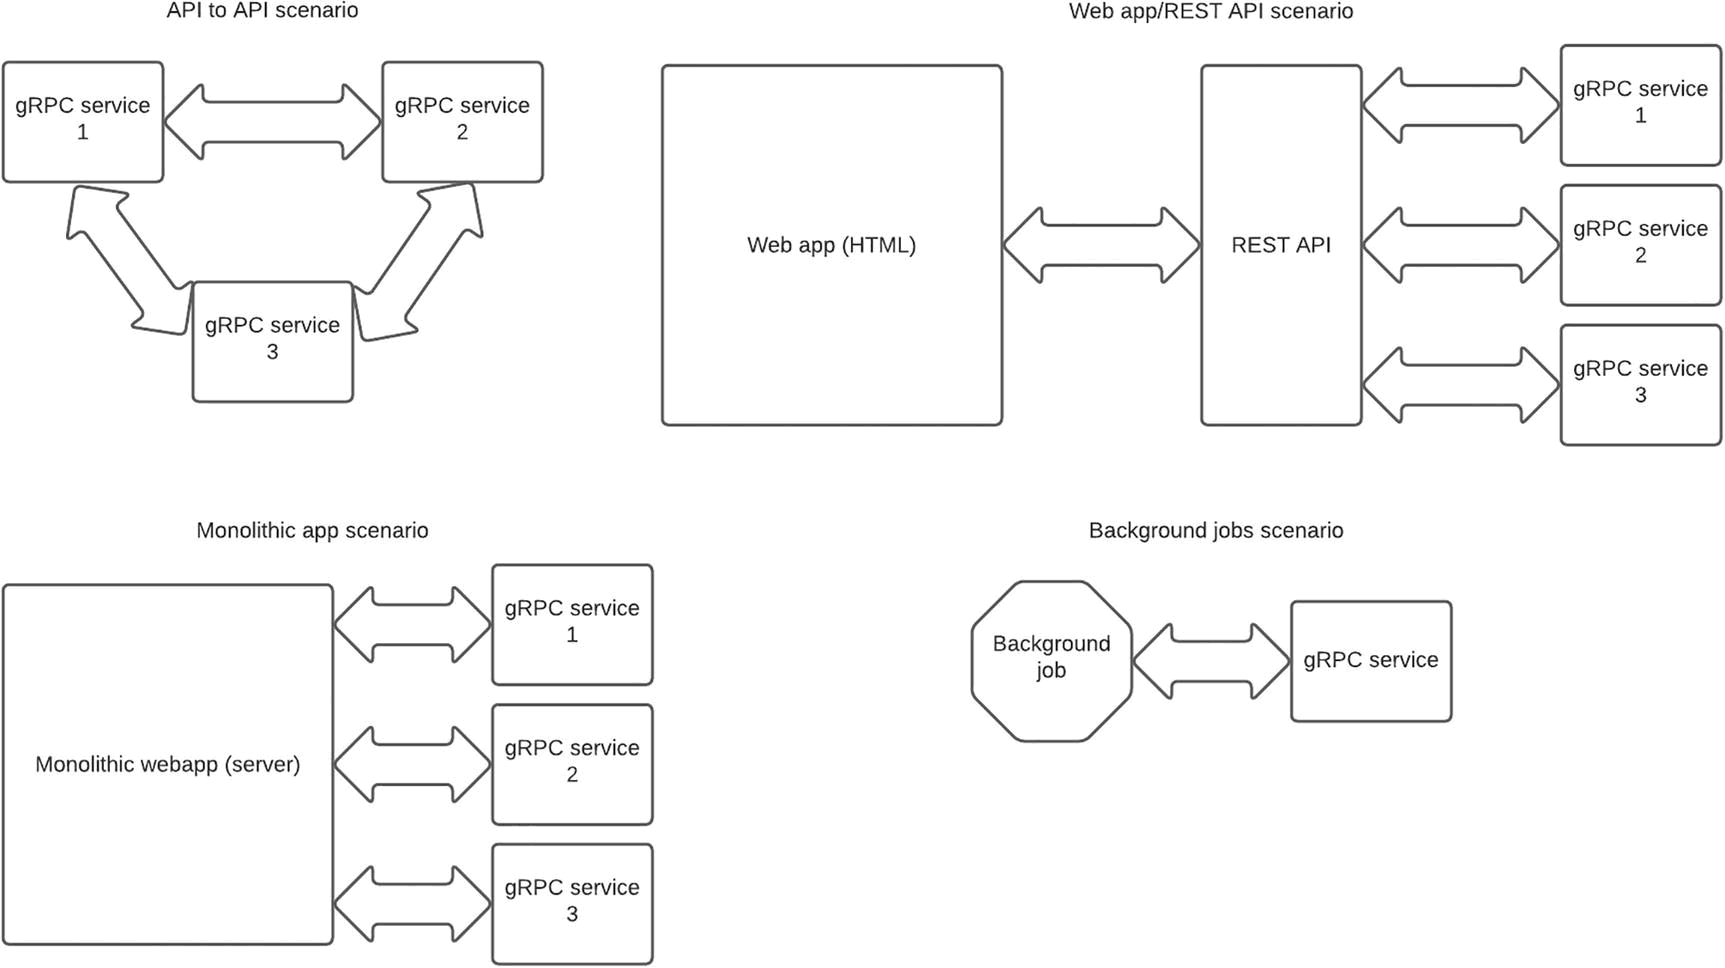 API to API scenario
gRPC service
1
gRPC service
2
gRPC service
3
Web app/REST API scenario
Web app (HTML)
REST API
gRPC service
1
gRPC service
2
gRPC service
3
Monolithic app scenario
Monolithic webapp (server)
gRPC service
1
gRPC service
2
gRPC service
3
Background jobs scenario
Background
job
gRPC service